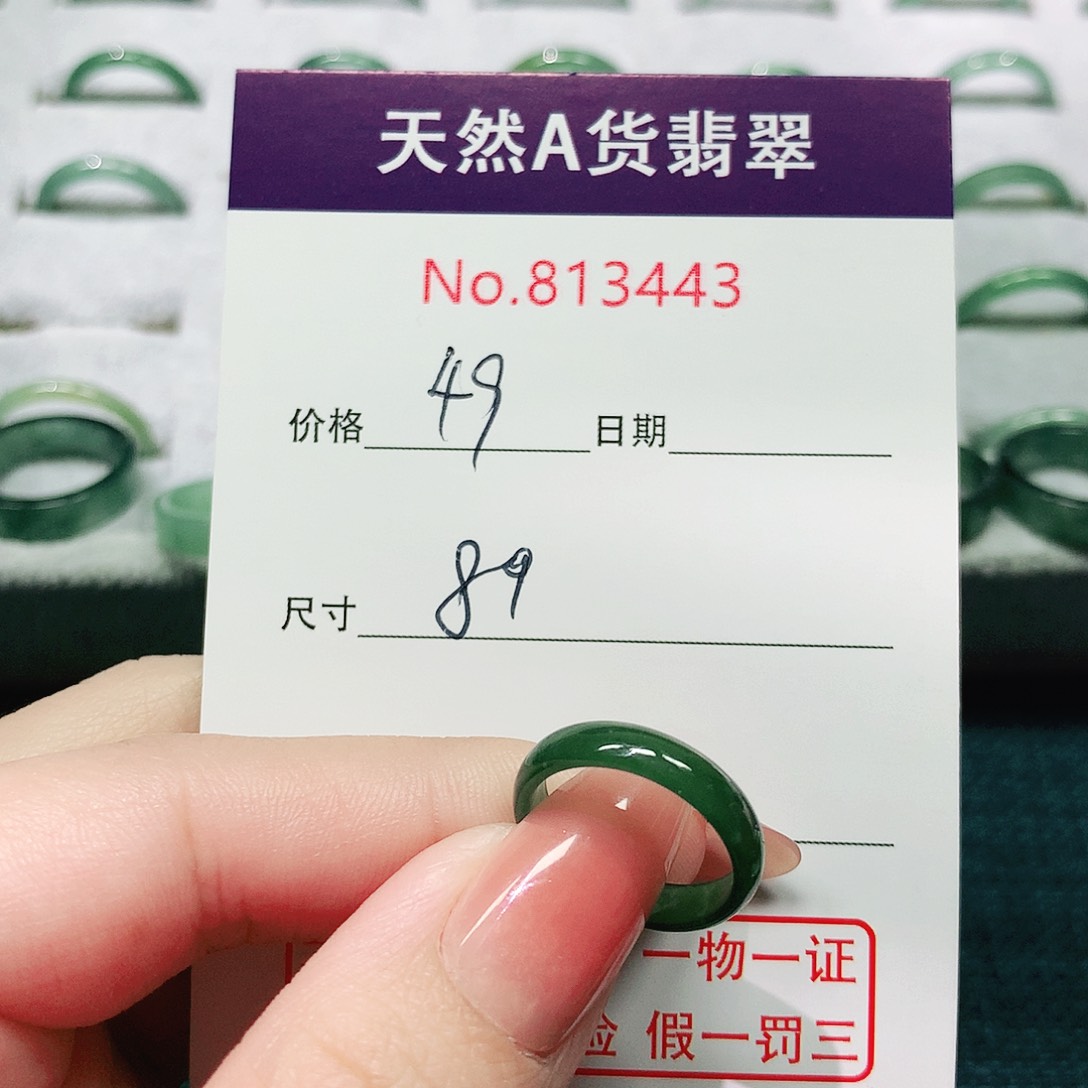 天然A货翡翠
No.813443
价格 49 日期
尺寸 89
一物一证
假一罚三